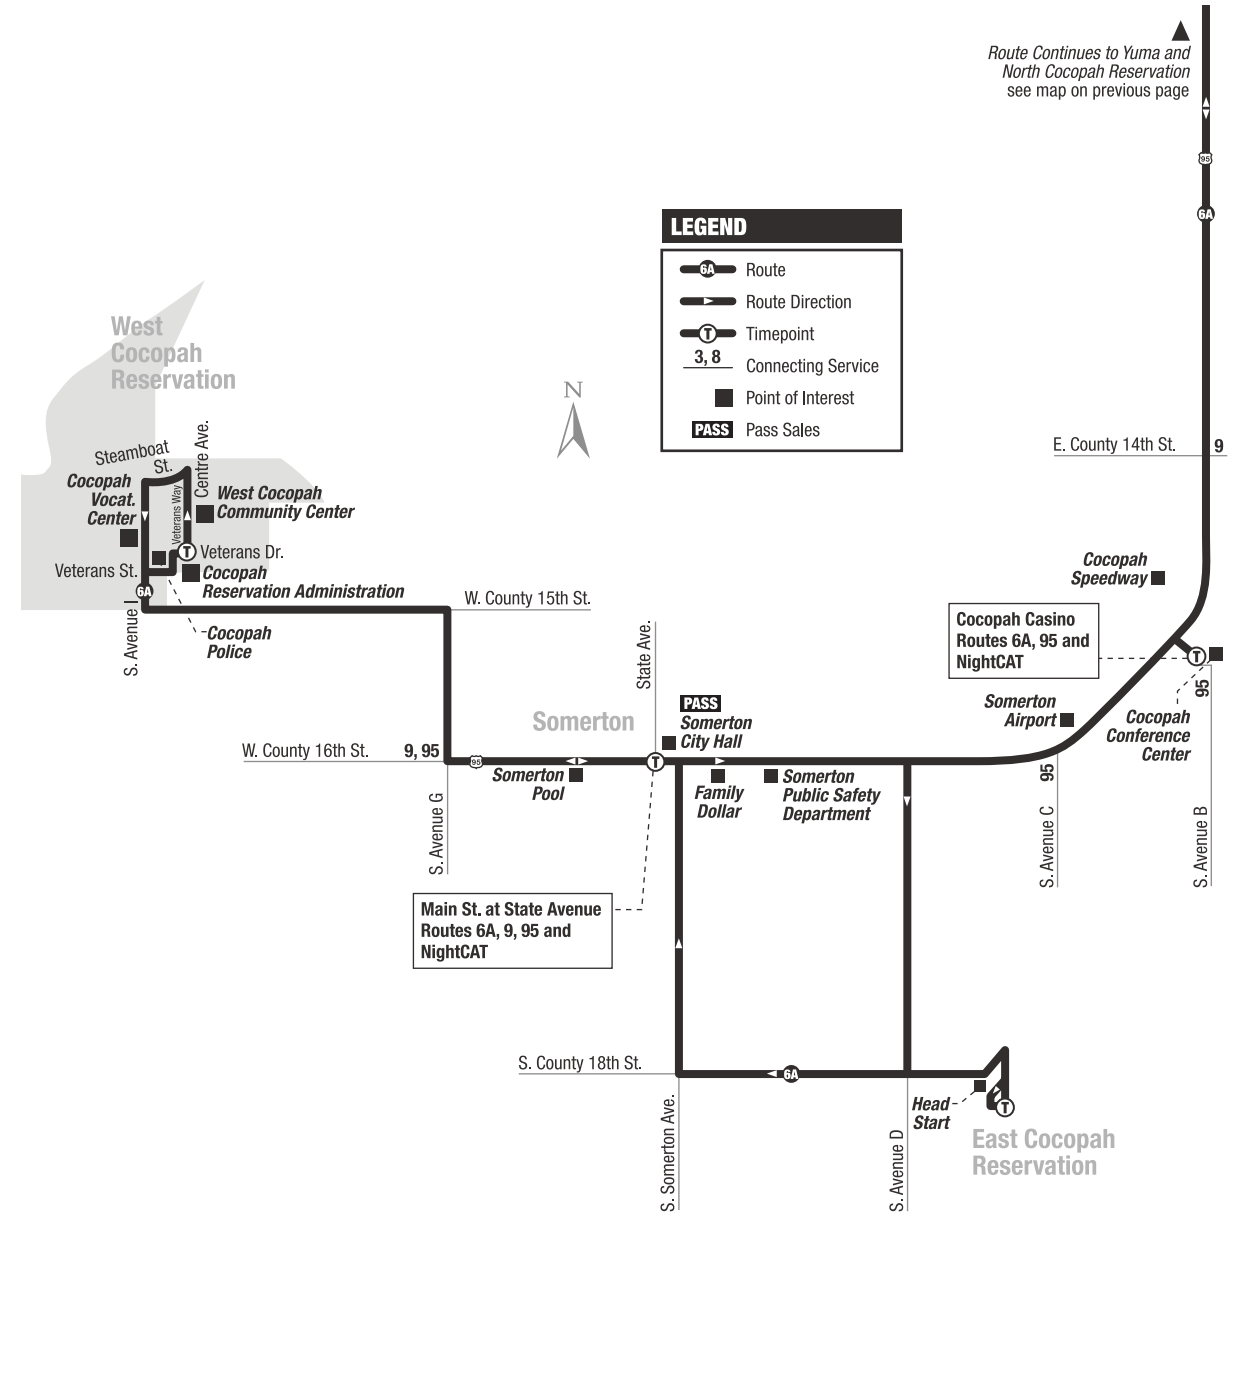 Route Continues to Yuma and
North Cocopah Reservation
see map on previous page
95
6A
LEGEND
6A Route
Route Direction
T Timepoint
3, 8 Connecting Service
Point of Interest
PASS Pass Sales
N
West
Cocopah
Reservation
Steamboat
St.
Centre Ave.
Veterans Way
Cocopah
Vocat.
Center
West Cocopah
Community Center
T
Veterans Dr.
Veterans St.
Cocopah
Reservation Administration
6A
Cocopah
Police
S. Avenue I
W. County 15th St.
E. County 14th St.
9
Cocopah
Speedway
Cocopah Casino
Routes 6A, 95 and
NightCAT
T
95
Cocopah
Conference
Center
Somerton
Airport
State Ave.
PASS
Somerton
City Hall
Somerton
W. County 16th St.
9, 95
95
T
Somerton
Pool
Family
Dollar
Somerton
Public Safety
Department
95
S. Avenue G
S. Avenue C
S. Avenue B
Main St. at State Avenue
Routes 6A, 9, 95 and
NightCAT
S. County 18th St.
6A
Head
Start
T
East Cocopah
Reservation
S. Somerton Ave.
S. Avenue D